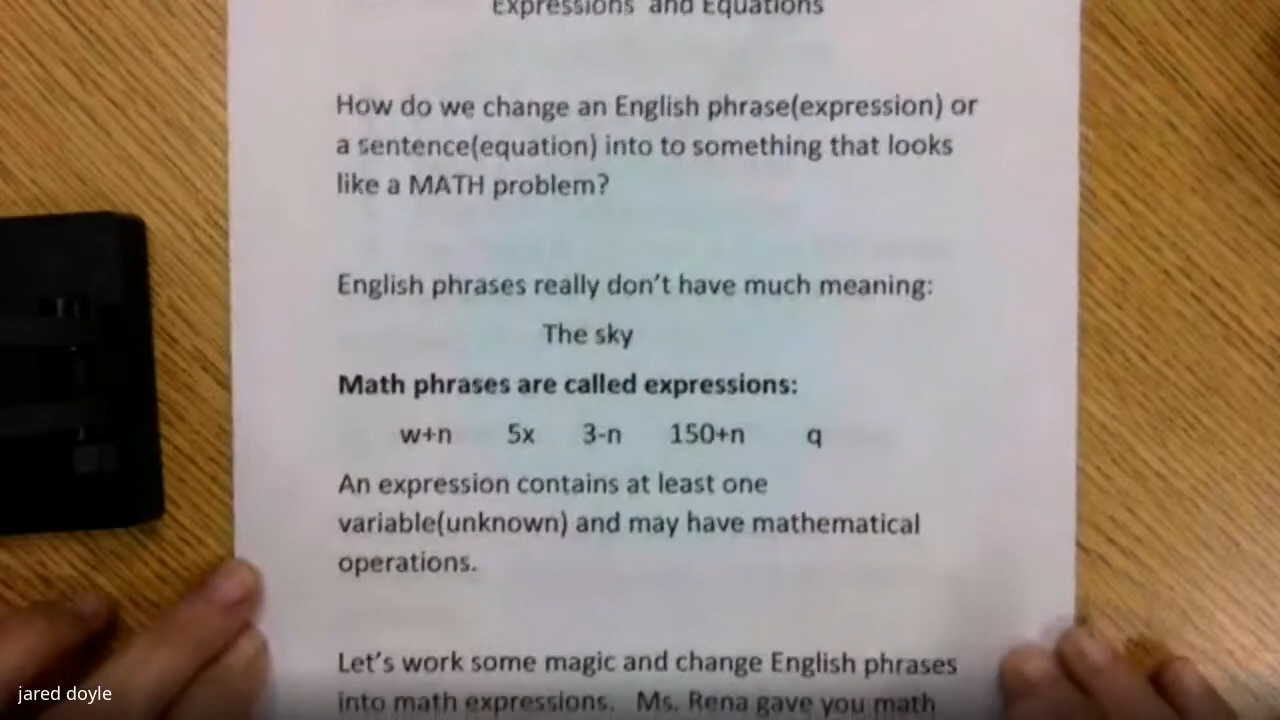 Expressions and Equations
How do we change an English phrase(expression) or
a sentence(equation) into to something that looks
like a MATH problem?
English phrases really don't have much meaning:
The sky
Math phrases are called expressions:
w+n 5x 3-n 150+n q
An expression contains at least one
variable(unknown) and may have mathematical
operations.
Let's work some magic and change English phrases
into math expressions. Ms. Rena gave you math
jared doyle